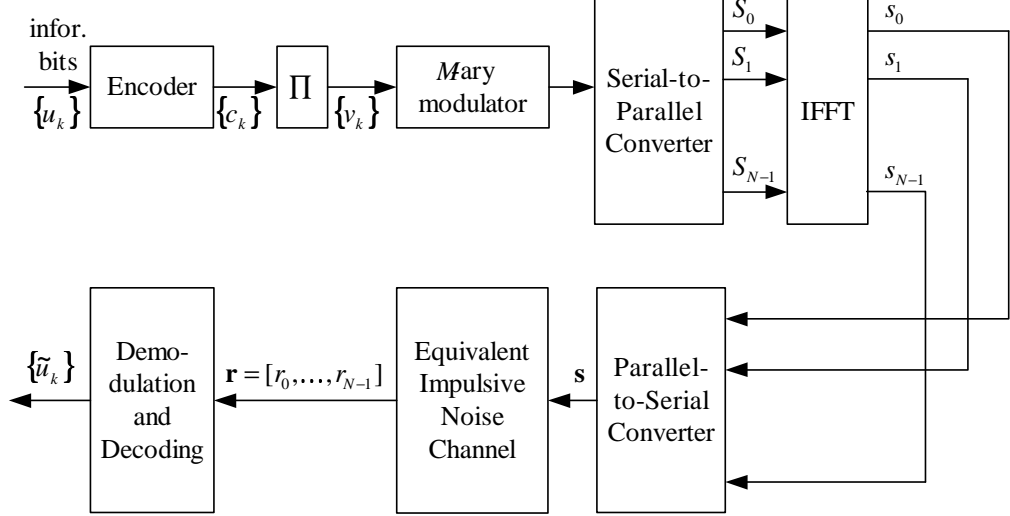 infor.
bits
{u_k}
Encoder
{c_k}
Π
{v_k}
M-ary
modulator
Serial-to-
Parallel
Converter
S_0
S_1
S_{N-1}
IFFT
s_0
s_1
s_{N-1}
{ũ_k}
Demo-
dulation
and
Decoding
r = [r_0,…,r_{N-1}]
Equivalent
Impulsive
Noise
Channel
s
Parallel-
to-Serial
Converter